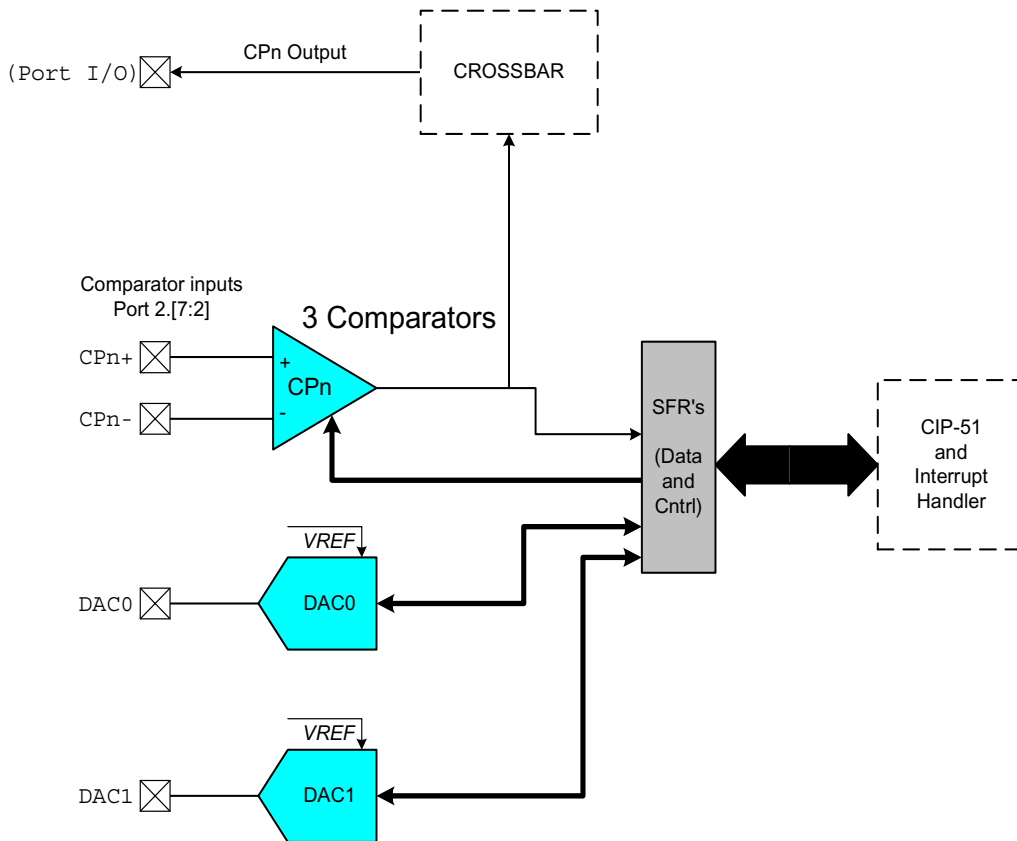 CPn Output
(Port I/O)
CROSSBAR
Comparator inputs
Port 2.[7:2]
3 Comparators
CPn+
+
CPn
CPn-
-
SFR's
(Data
and
Cntrl)
CIP-51
and
Interrupt
Handler
VREF
DAC0
DAC0
VREF
DAC1
DAC1